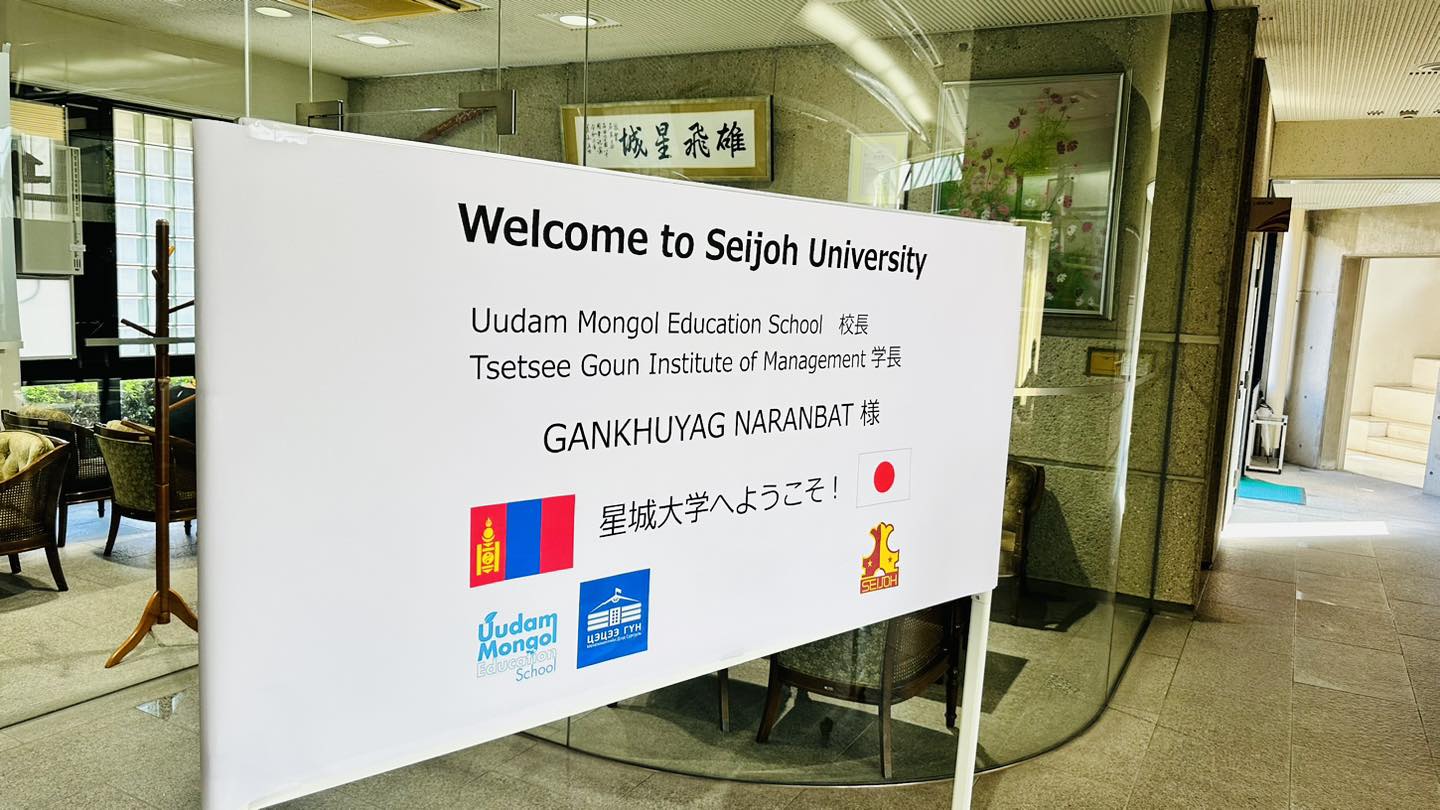 雄飛星城
Welcome to Seijoh University
Uudam Mongol Education School 校長
Tsetsee Goun Institute of Management 学長
GANKHUYAG NARANBAT 様
星城大学へようこそ！
Uudam
Mongol
Education
School
ЦЭЦЭЭ ГҮН
SEIJOH